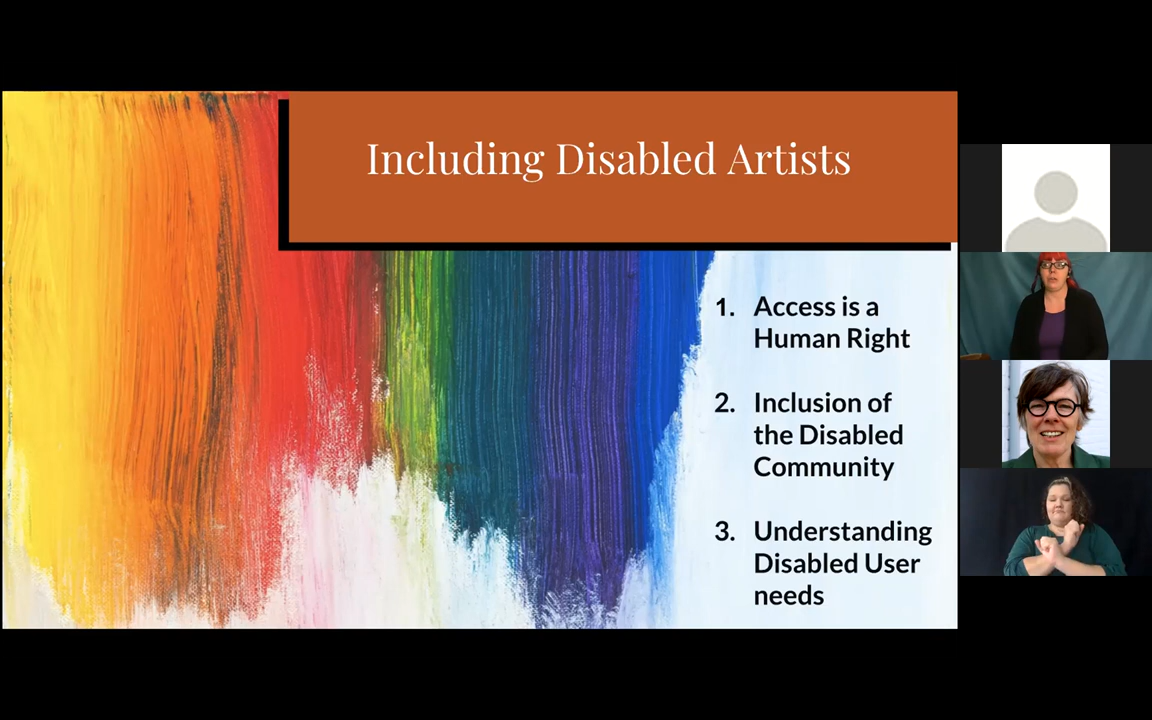 Including Disabled Artists
1. Access is a
Human Right
2. Inclusion of
the Disabled
Community
3. Understanding
Disabled User
needs